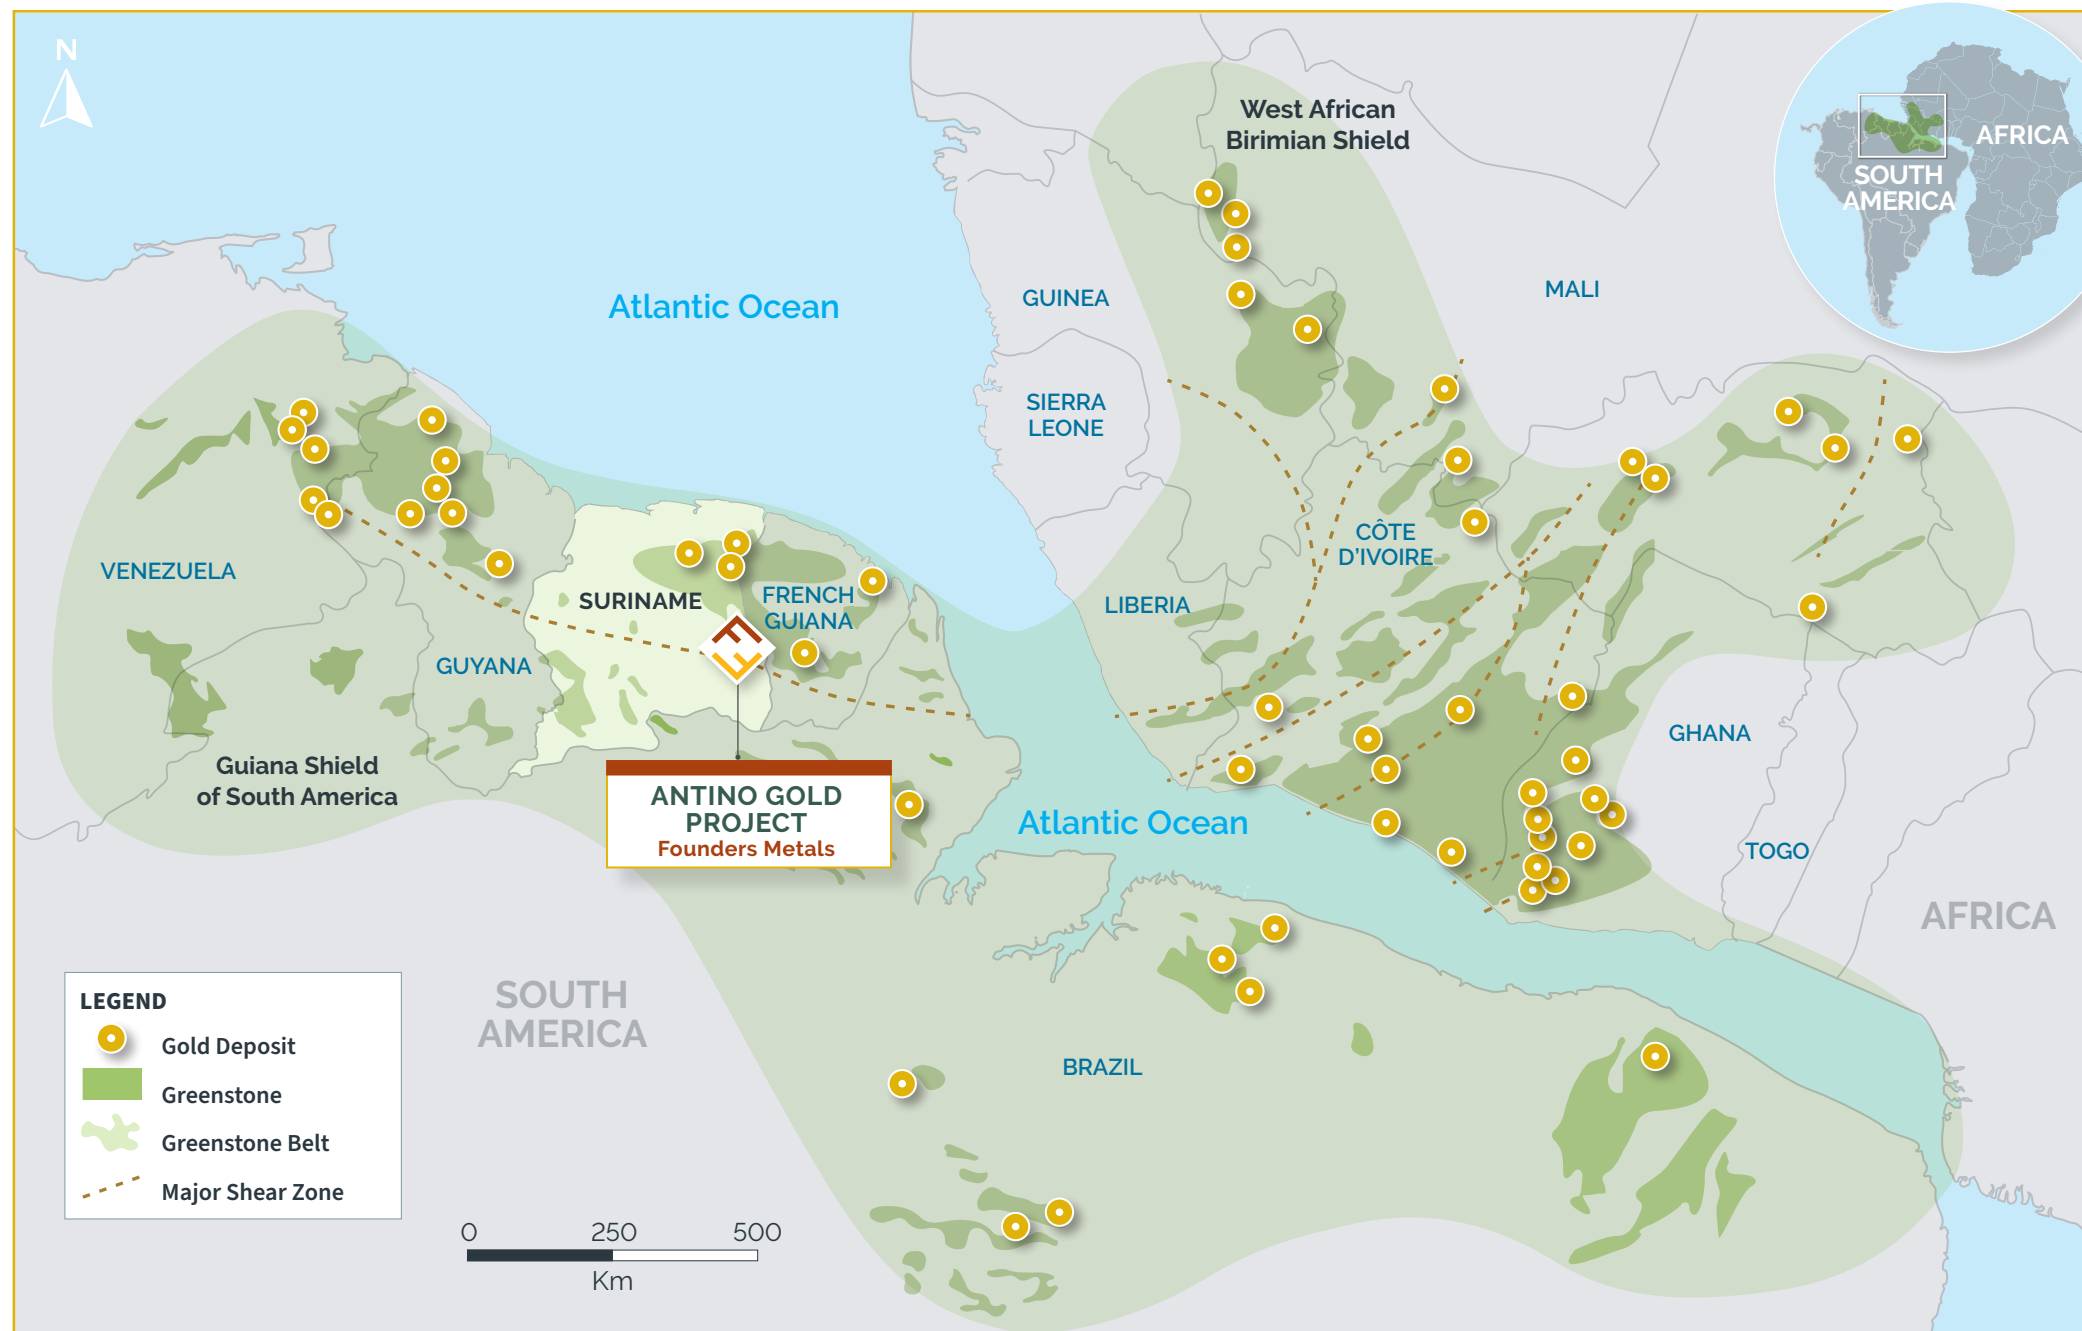 N
West African
Birimian Shield
AFRICA
SOUTH
AMERICA
Atlantic Ocean
GUINEA
MALI
SIERRA
LEONE
CÔTE
D'IVOIRE
VENEZUELA
SURINAME
FRENCH
GUIANA
LIBERIA
GUYANA
GHANA
Guiana Shield
of South America
ANTINO GOLD
PROJECT
Founders Metals
Atlantic Ocean
TOGO
AFRICA
SOUTH
AMERICA
BRAZIL
LEGEND
Gold Deposit
Greenstone
Greenstone Belt
Major Shear Zone
0 250 500
Km